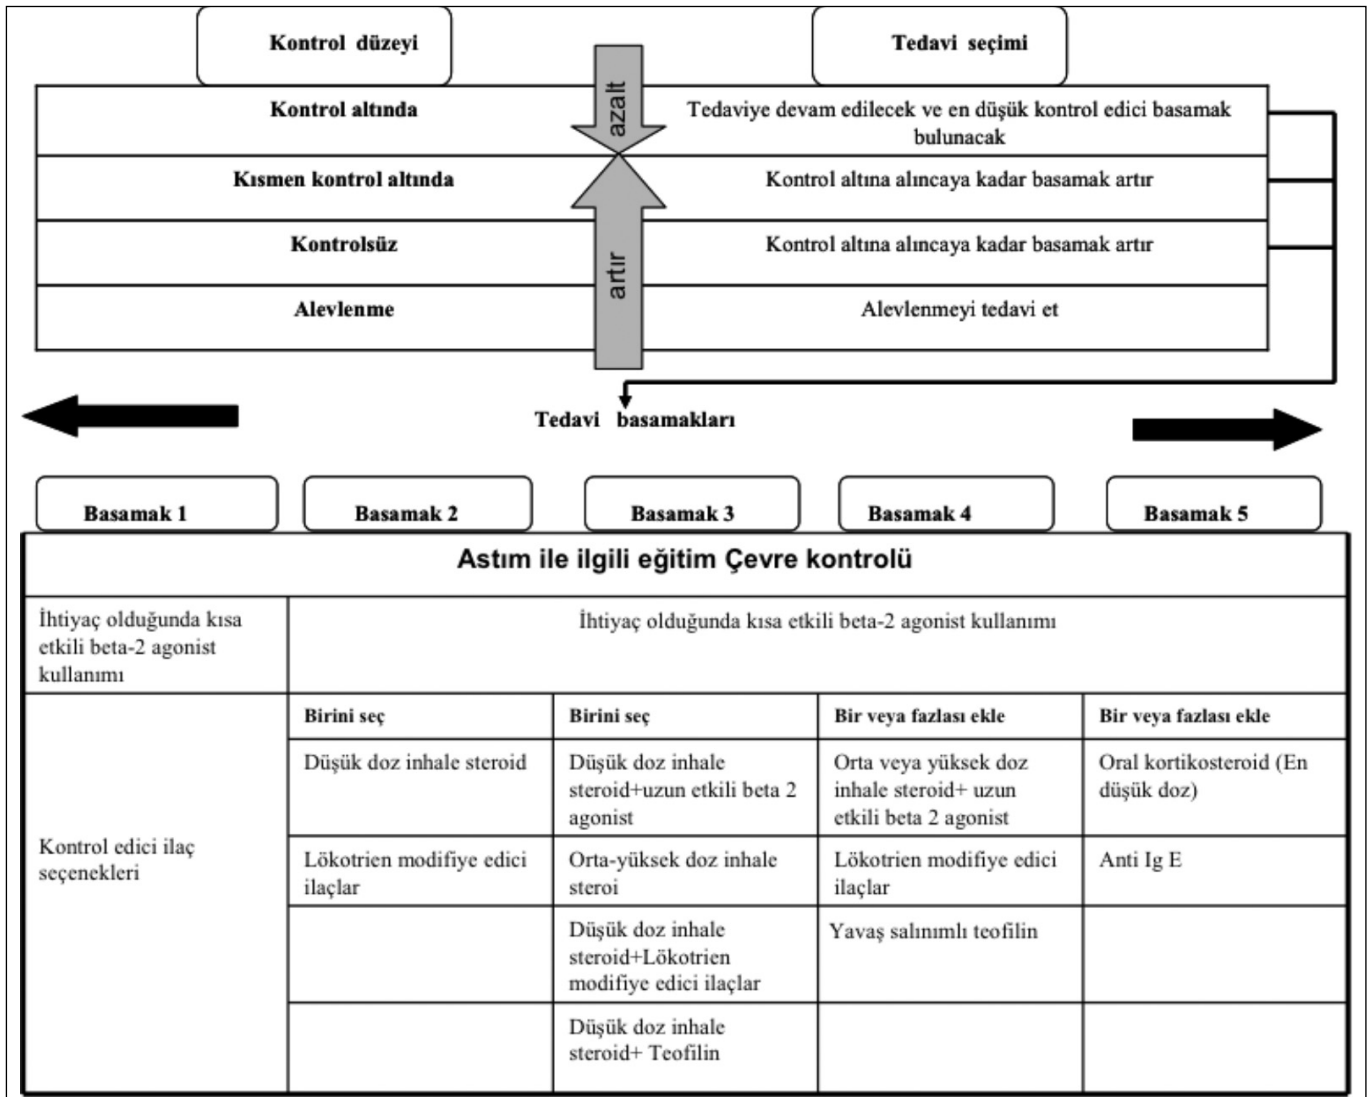 Kontrol düzeyi
Tedavi seçimi
azalt
Kontrol altında
Tedaviye devam edilecek ve en düşük kontrol edici basamak
bulunacak
Kısmen kontrol altında
Kontrol altına alıncaya kadar basamak artır
artır
Kontrolsüz
Kontrol altına alıncaya kadar basamak artır
Alevlenme
Alevlenmeyi tedavi et
Tedavi basamakları
Basamak 1
Basamak 2
Basamak 3
Basamak 4
Basamak 5
Astım ile ilgili eğitim Çevre kontrolü
İhtiyaç olduğunda kısa
etkili beta-2 agonist
kullanımı
İhtiyaç olduğunda kısa etkili beta-2 agonist kullanımı
Kontrol edici ilaç
seçenekleri
Birini seç
Birini seç
Bir veya fazlası ekle
Bir veya fazlası ekle
Düşük doz inhale steroid
Düşük doz inhale
steroid+uzun etkili beta 2
agonist
Orta veya yüksek doz
inhale steroid+ uzun
etkili beta 2 agonist
Oral kortikosteroid (En
düşük doz)
Lökotrien modifiye edici
ilaçlar
Orta-yüksek doz inhale
steroi
Lökotrien modifiye edici
ilaçlar
Anti Ig E
Düşük doz inhale
steroid+Lökotrien
modifiye edici ilaçlar
Yavaş salınımlı teofilin
Düşük doz inhale
steroid+ Teofilin